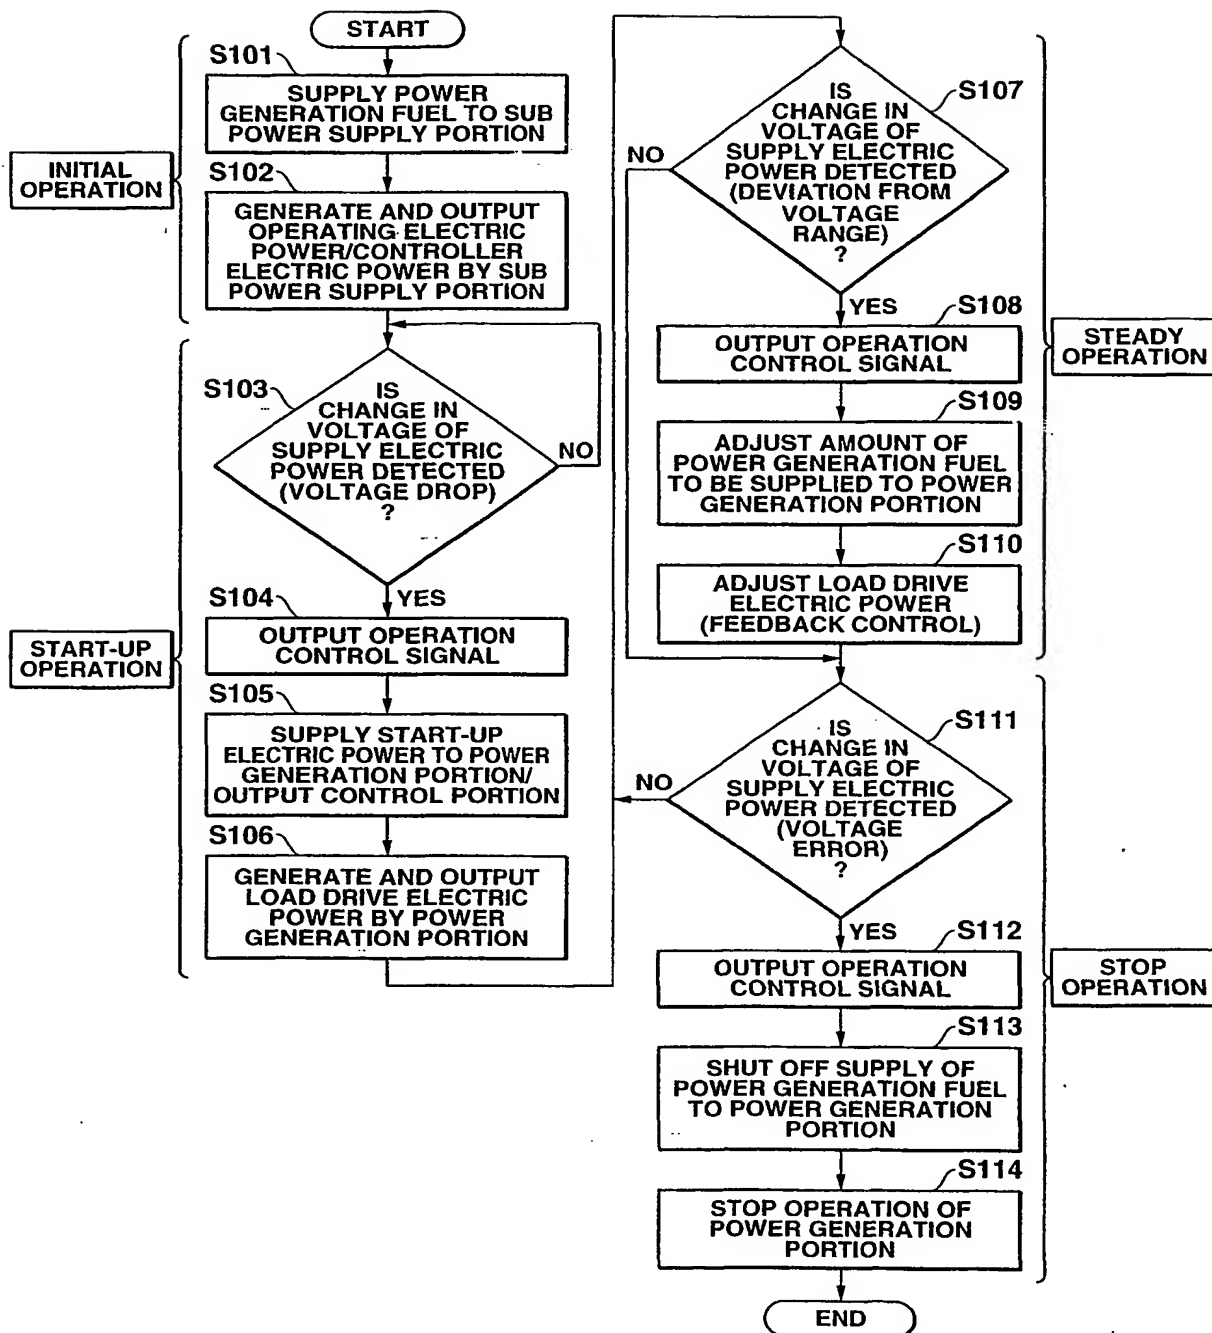 START
S101
SUPPLY POWER
GENERATION FUEL TO SUB
POWER SUPPLY PORTION
INITIAL
OPERATION
S102
GENERATE AND OUTPUT
OPERATING ELECTRIC
POWER/CONTROLLER
ELECTRIC POWER BY SUB
POWER SUPPLY PORTION
S103
IS
CHANGE IN
VOLTAGE OF
SUPPLY ELECTRIC
POWER DETECTED
(VOLTAGE DROP)
?
NO
YES
START-UP
OPERATION
S104
OUTPUT OPERATION
CONTROL SIGNAL
S105
SUPPLY START-UP
ELECTRIC POWER TO POWER
GENERATION PORTION/
OUTPUT CONTROL PORTION
S106
GENERATE AND OUTPUT
LOAD DRIVE ELECTRIC
POWER BY POWER
GENERATION PORTION
S107
IS
CHANGE IN
VOLTAGE OF
SUPPLY ELECTRIC
POWER DETECTED
(DEVIATION FROM
VOLTAGE
RANGE)
?
NO
YES
S108
OUTPUT OPERATION
CONTROL SIGNAL
STEADY
OPERATION
S109
ADJUST AMOUNT OF
POWER GENERATION FUEL
TO BE SUPPLIED TO POWER
GENERATION PORTION
S110
ADJUST LOAD DRIVE
ELECTRIC POWER
(FEEDBACK CONTROL)
S111
IS
CHANGE IN
VOLTAGE OF
SUPPLY ELECTRIC
POWER DETECTED
(VOLTAGE
ERROR)
?
NO
YES
S112
OUTPUT OPERATION
CONTROL SIGNAL
STOP
OPERATION
S113
SHUT OFF SUPPLY OF
POWER GENERATION FUEL
TO POWER GENERATION
PORTION
S114
STOP OPERATION OF
POWER GENERATION
PORTION
END